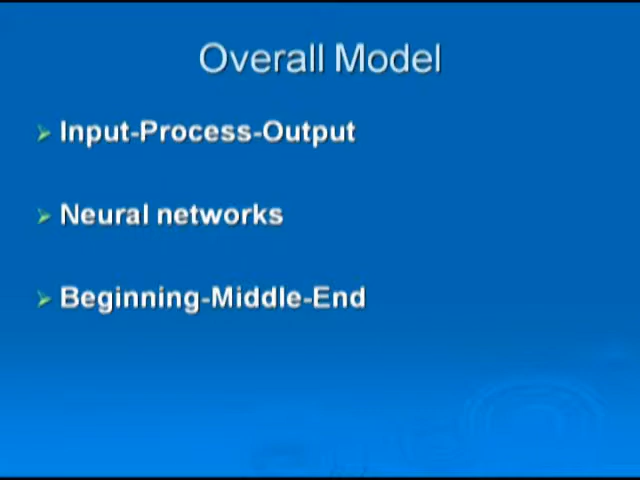 Overall Model
Input-Process-Output
Neural networks
Beginning-Middle-End